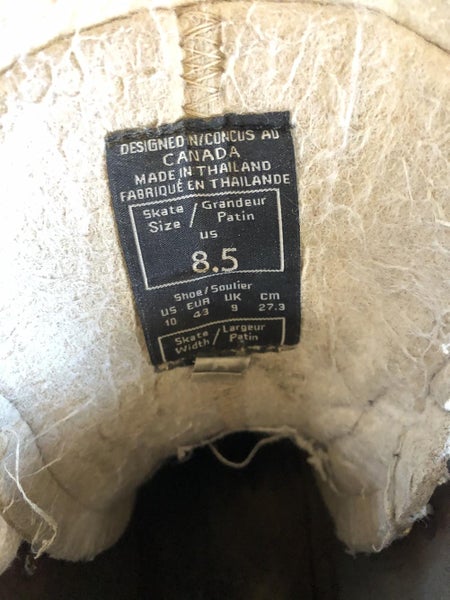 DESIGNED IN/CONCUS AU
CANADA
MADE IN THAILAND
FABRIQUÉ EN THAILANDE
Skate / Grandeur
Size / Patin
US
8.5
Shoe/Soulier
US EUR UK cm
10 43 9 27.3
Skate / Largeur
Width / Patin